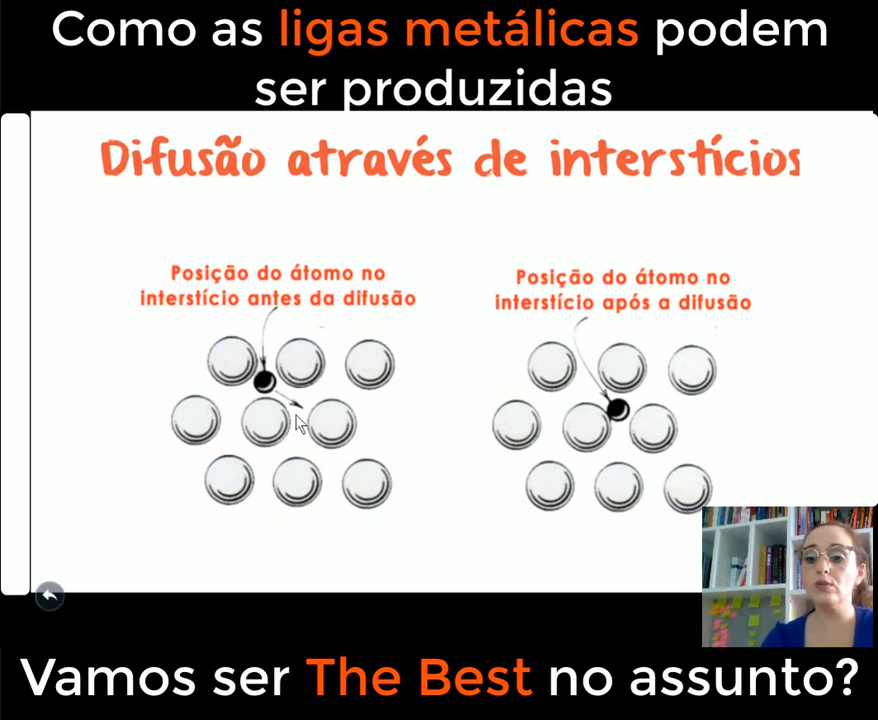 Como as ligas metálicas podem
ser produzidas
Difusão através de interstícios
Posição do átomo no
interstício antes da difusão
Posição do átomo no
interstício após a difusão
Vamos ser The Best no assunto?